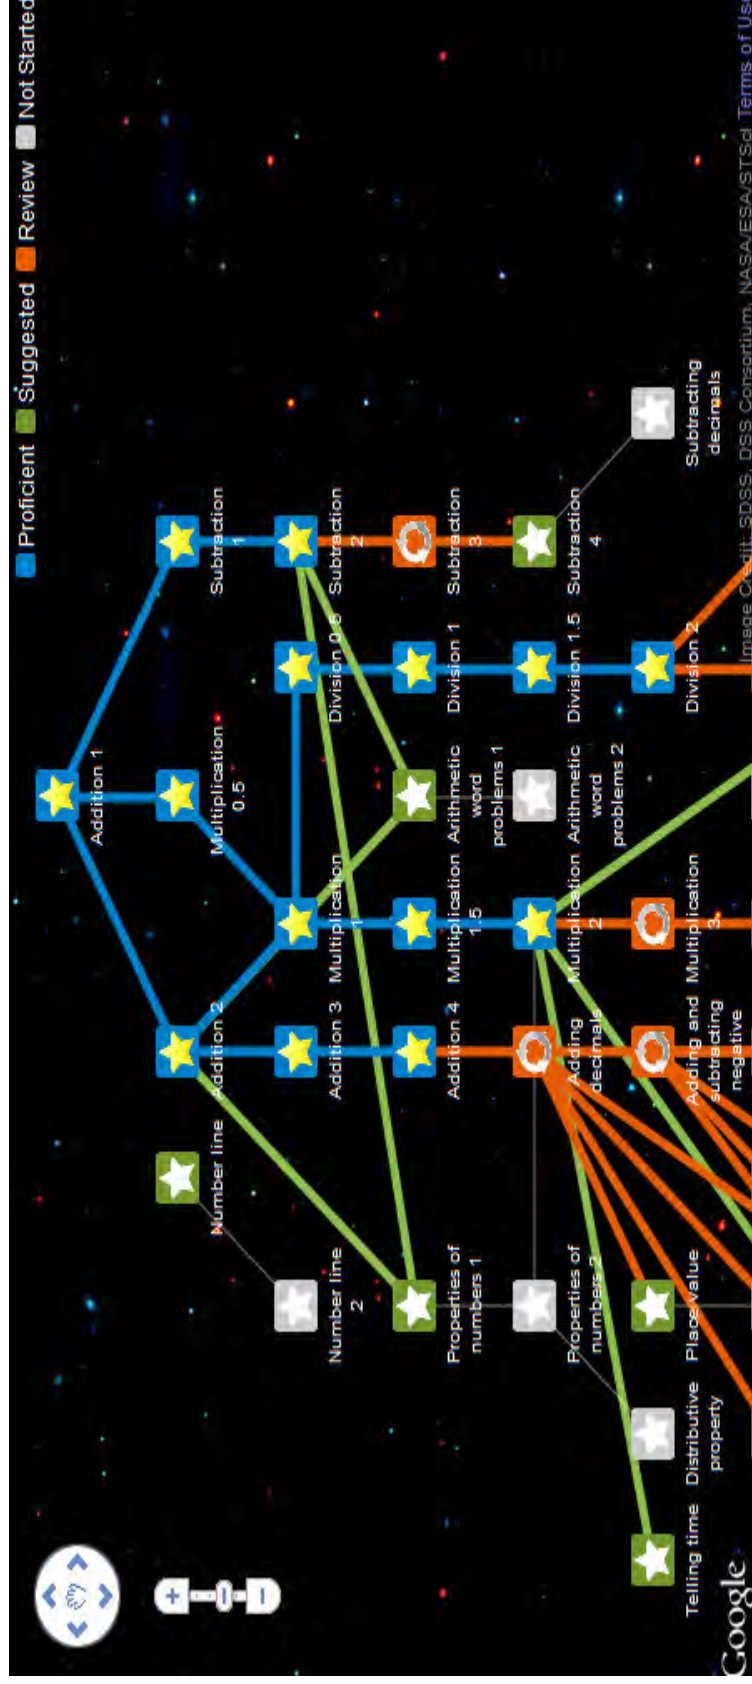 Proficient Suggested Review Not Started
Addition 1
Number line
Addition 2
Multiplication
0.5
Subtraction
1
Number line
2
Addition 3
Multiplication
1
Division 0.5
Subtraction
2
Properties of
numbers 1
Addition 4
Multiplication
1.5
Arithmetic
word
problems 1
Division 1
Subtraction
3
Properties of
numbers 2
Adding
decimals
Multiplication
2
Arithmetic
word
problems 2
Division 1.5
Subtraction
4
Telling time
Distributive
property
Place value
Adding and
subtracting
negative
Multiplication
3
Division 2
Subtracting
decimals
Google
Image Credit: SDSS, DSS Consortium, NASA/ESA/STScI Terms of Use